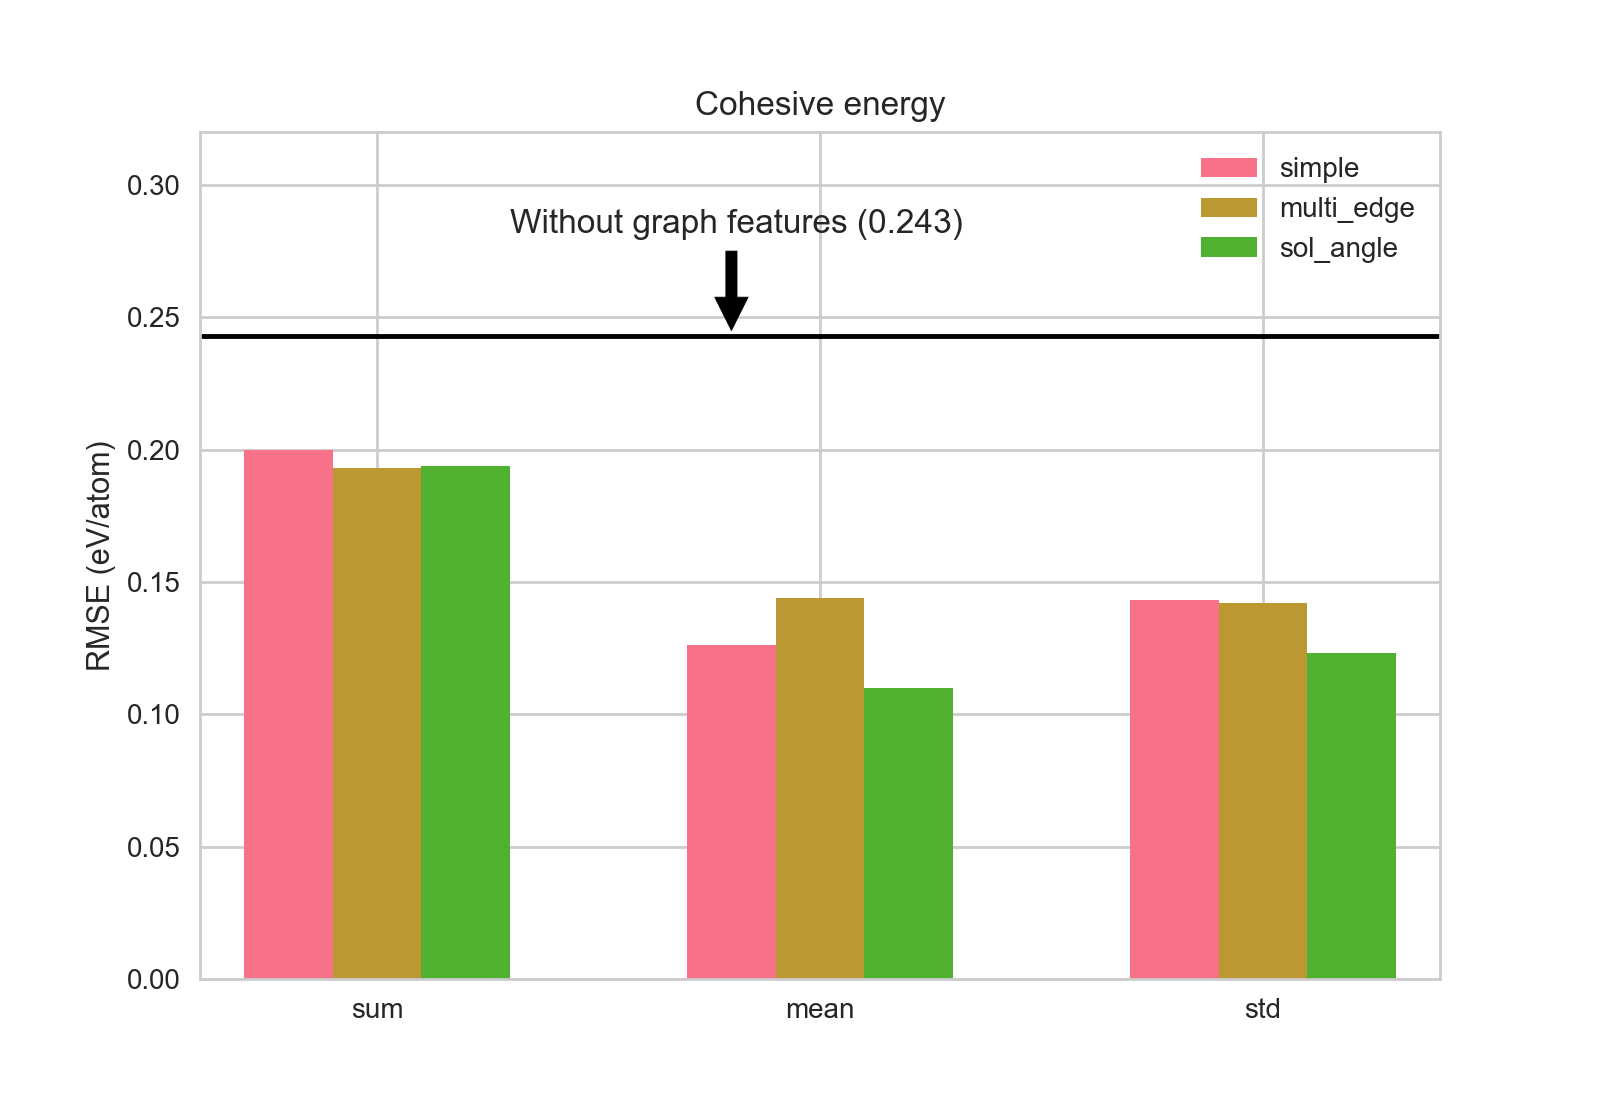 Cohesive energy
simple
multi_edge
sol_angle
Without graph features (0.243)
RMSE (eV/atom)
0.30
0.25
0.20
0.15
0.10
0.05
0.00
sum
mean
std